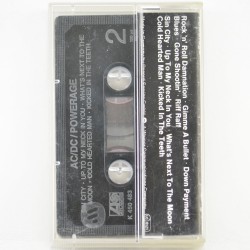 Rock 'n' Roll Damnation · Gimme A Bullet · Down Payment
Blues · Gone Shootin' · Riff Raff
Sin City · Up To My Neck In You · What's Next To The Moon
Cold Hearted Man · Kicked In The Teeth
2
AC/DC/POWERAGE
CITY · UP TO MY NECK IN YOU · WHAT'S NEXT TO THE
MOON · COLD HEARTED MAN · KICKED IN THE TEETH